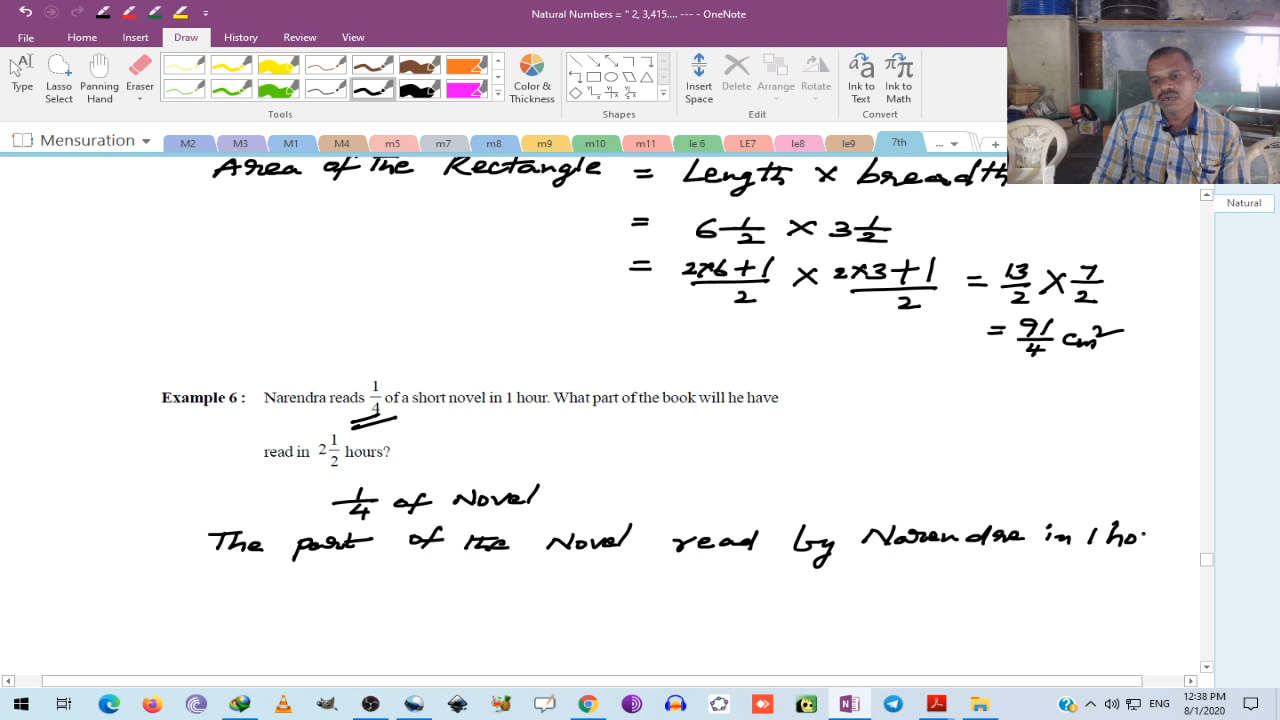 Natural Numbers = " 2, 3,415.... --- - OneNote
File Home Insert Draw History Review View
Type Lasso Select Panning Hand Eraser Color & Thickness Insert Space Delete Arrange Rotate Ink to Text Ink to Math
Tools Shapes Edit Convert
Mensuration M2 M3 M1 M4 m5 m7 m8 m9 m10 m11 le 6 LE7 le8 le9 7th ...
Natural
Area of the Rectangle = Length × breadth
= 6 1/2 × 3 1/2
= 2×6+1/2 × 2×3+1/2 = 13/2 × 7/2
= 91/4 cm²
Example 6 : Narendra reads 1/4 of a short novel in 1 hour. What part of the book will he have
read in 2 1/2 hours?
1/4 of Novel
The part of the Novel read by Narendra in 1 ho
ENG
12:38 PM
8/1/2020